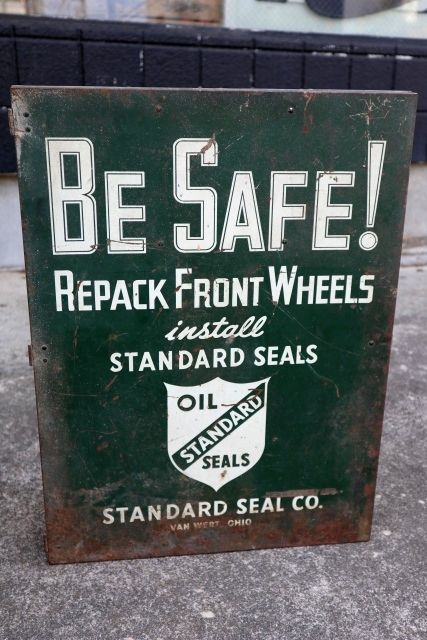 BE SAFE!
REPACK FRONT WHEELS
install
STANDARD SEALS
OIL
STANDARD
SEALS
STANDARD SEAL CO.
VAN WERT, OHIO